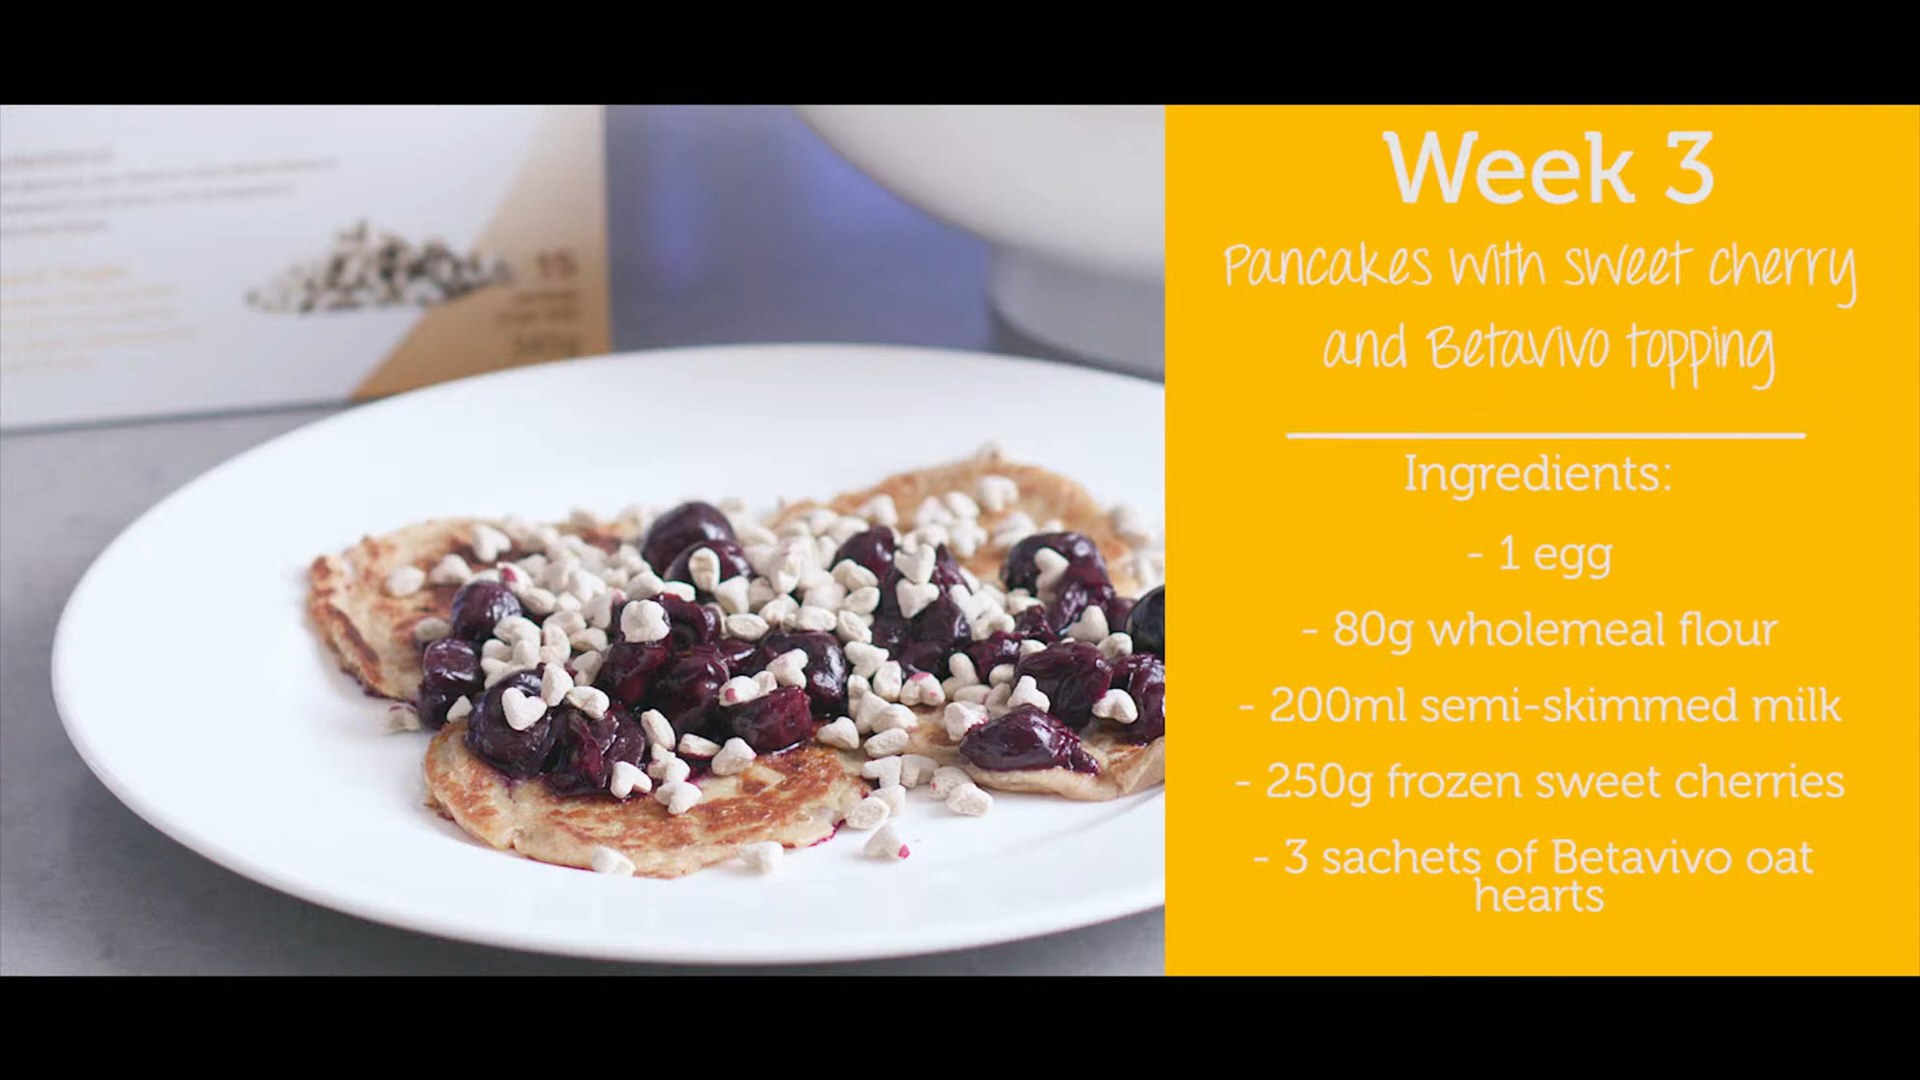 15
Week 3
Pancakes with sweet cherry
and Betavivo topping
Ingredients:
- 1 egg
- 80g wholemeal flour
- 200ml semi-skimmed milk
- 250g frozen sweet cherries
- 3 sachets of Betavivo oat
hearts